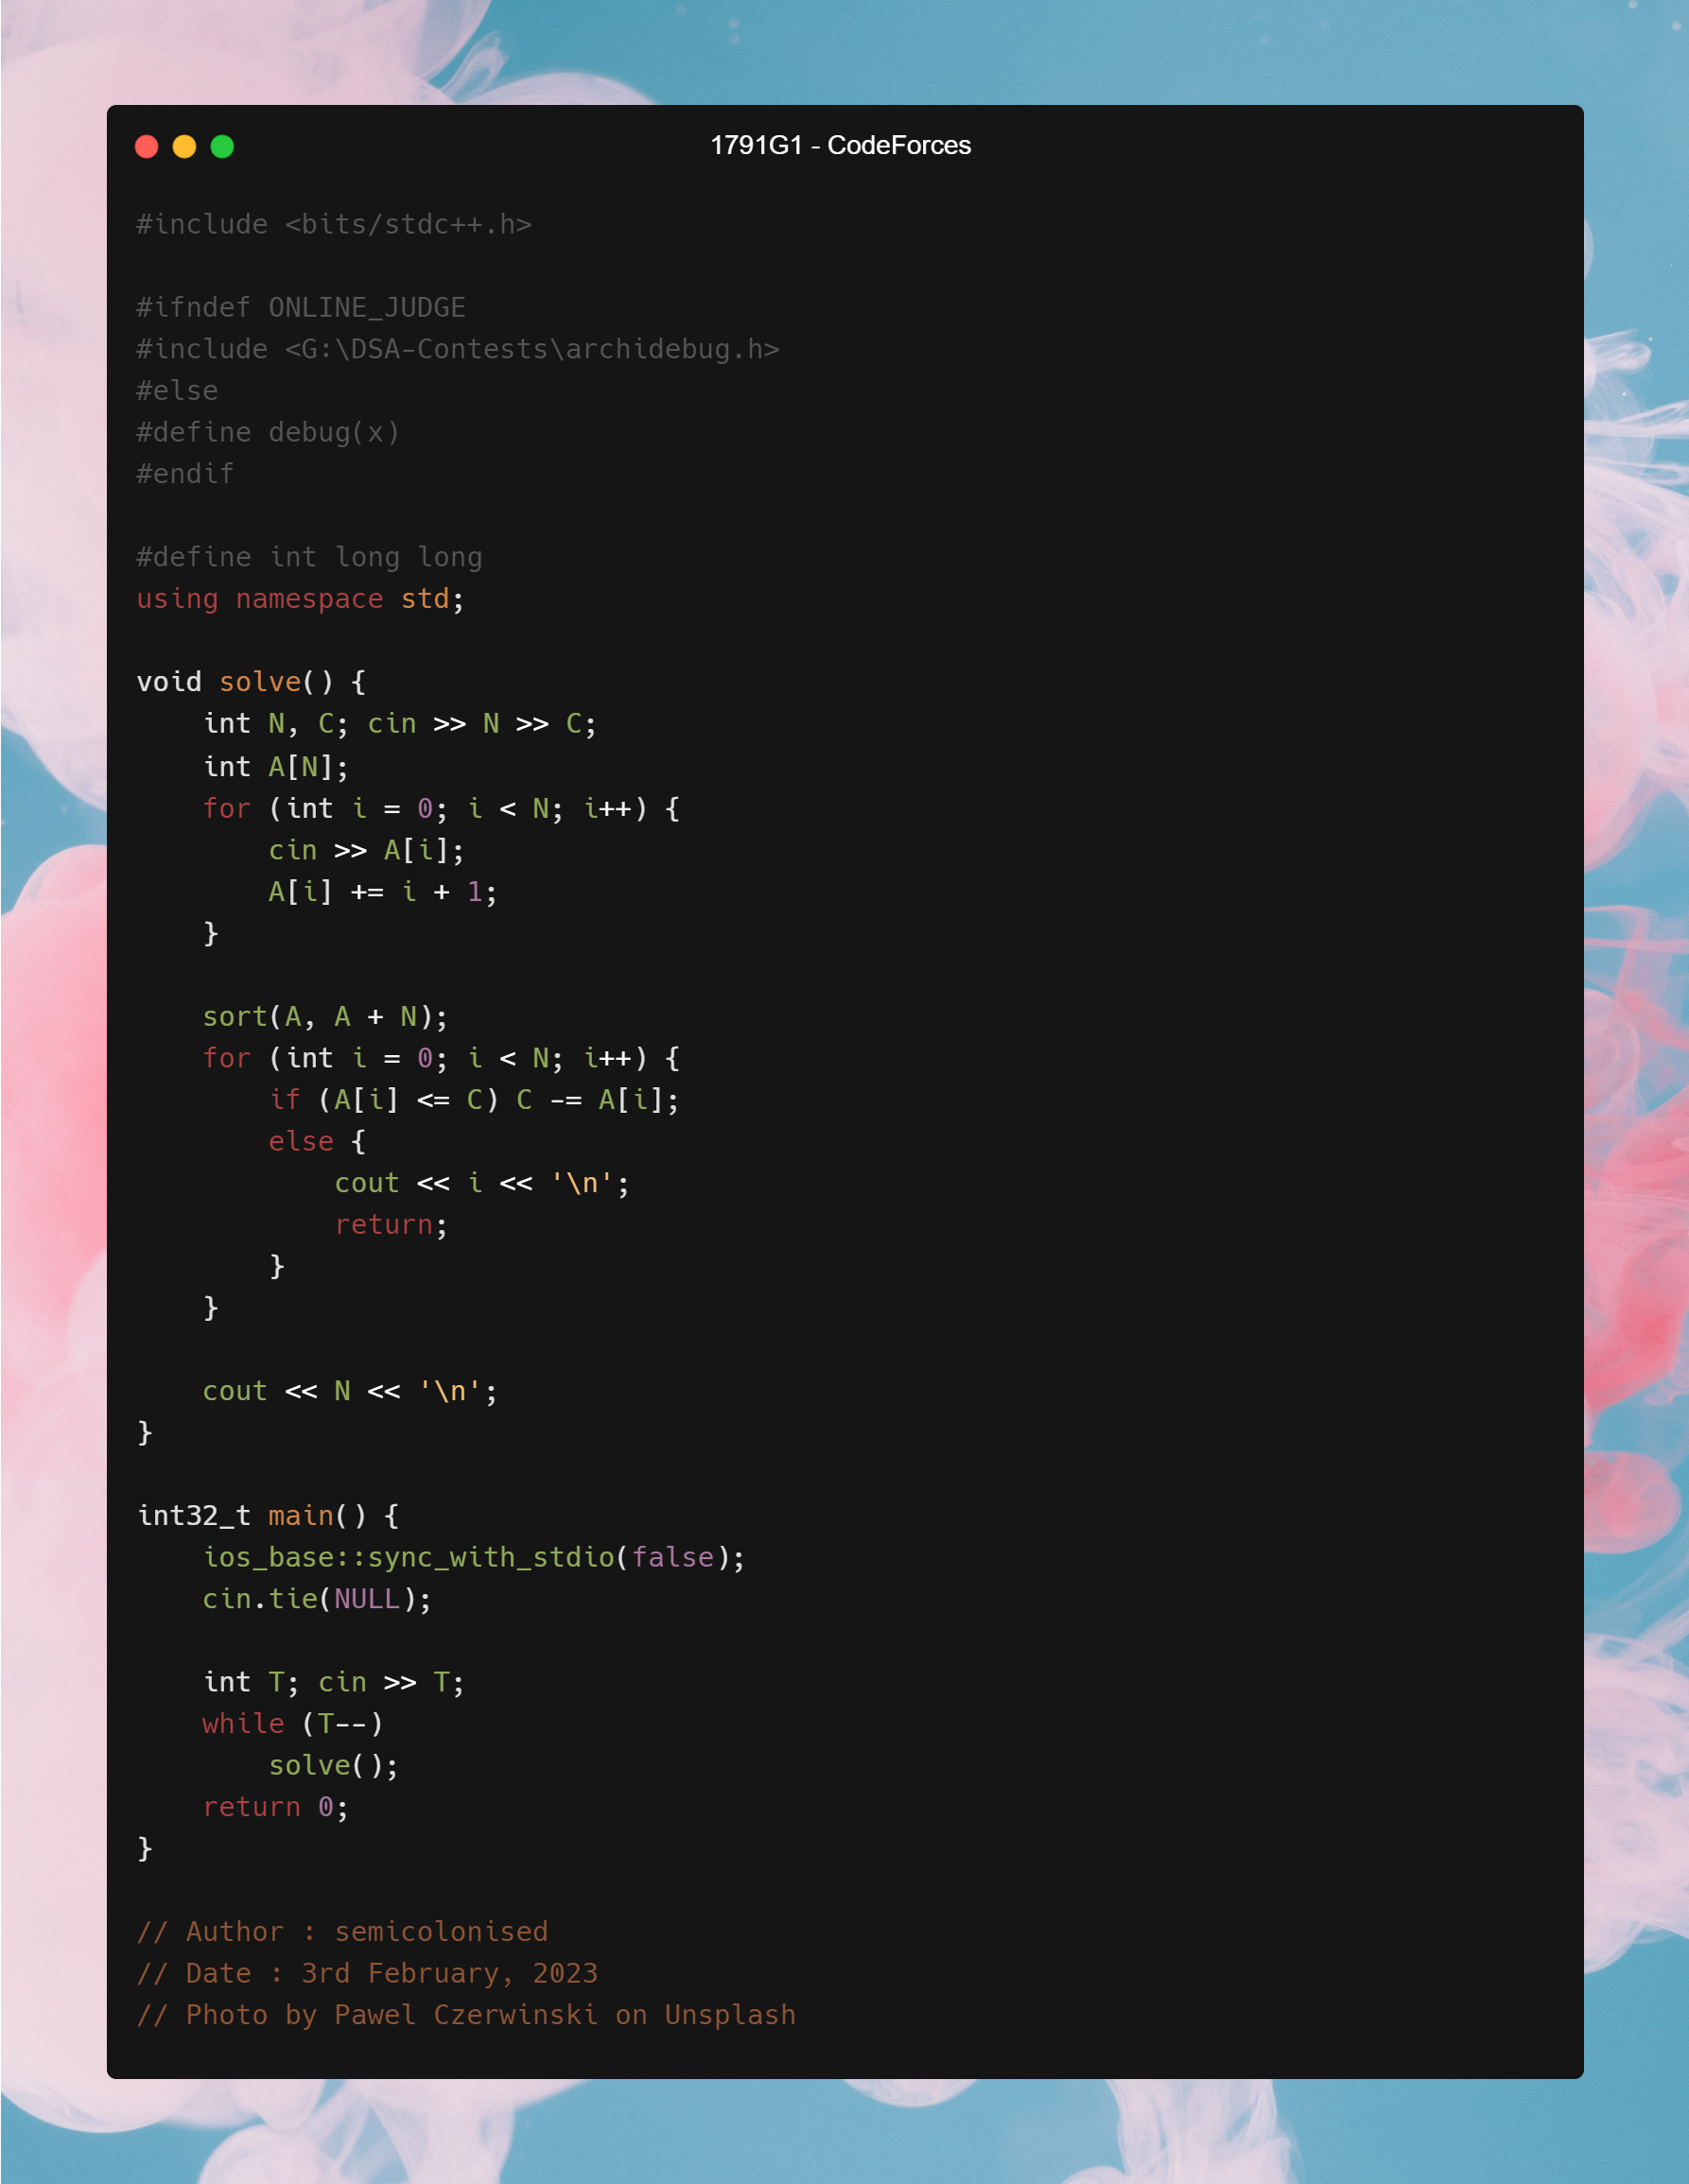 1791G1 - CodeForces
#include <bits/stdc++.h>
#ifndef ONLINE_JUDGE
#include <G:\DSA-Contests\archidebug.h>
#else
#define debug(x)
#endif
#define int long long
using namespace std;
void solve() {
    int N, C; cin >> N >> C;
    int A[N];
    for (int i = 0; i < N; i++) {
        cin >> A[i];
        A[i] += i + 1;
    }
    sort(A, A + N);
    for (int i = 0; i < N; i++) {
        if (A[i] <= C) C -= A[i];
        else {
            cout << i << '\n';
            return;
        }
    }
    cout << N << '\n';
}
int32_t main() {
    ios_base::sync_with_stdio(false);
    cin.tie(NULL);
    int T; cin >> T;
    while (T--)
        solve();
    return 0;
}
// Author : semicolonised
// Date : 3rd February, 2023
// Photo by Pawel Czerwinski on Unsplash